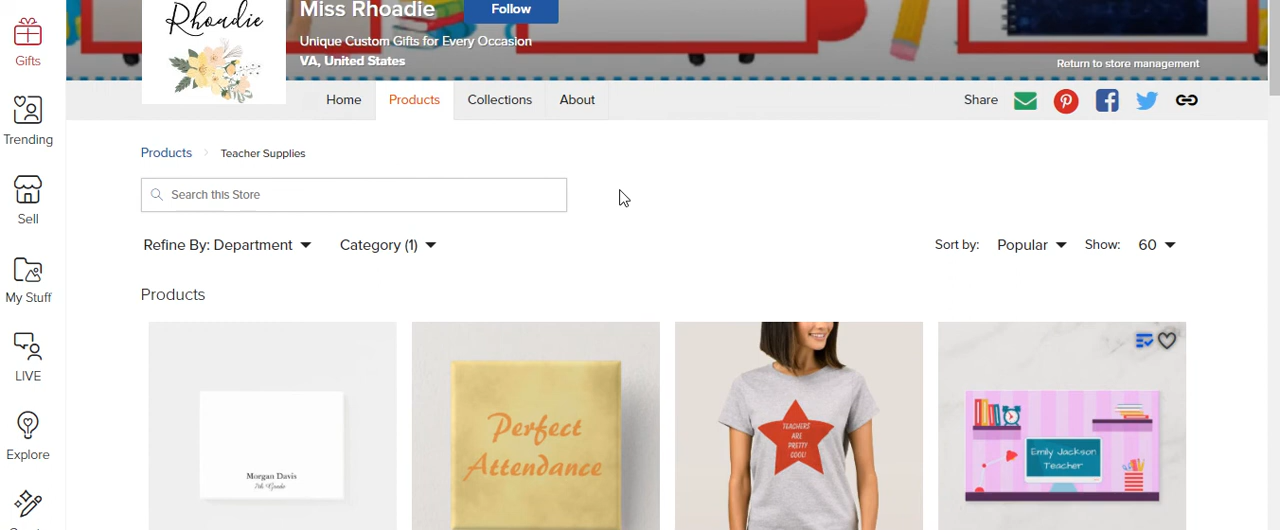 Gifts
Trending
Sell
My Stuff
LIVE
Explore
Rhoadie
Miss Rhoadie
Follow
Unique Custom Gifts for Every Occasion
VA, United States
Return to store management
Home
Products
Collections
About
Share
Products > Teacher Supplies
Search this Store
Refine By: Department
Category (1)
Sort by: Popular
Show: 60
Products
Morgan Davis
7th Grade
Perfect
Attendance
TEACHERS
ARE
PRETTY
COOL!
Emily Jackson
Teacher